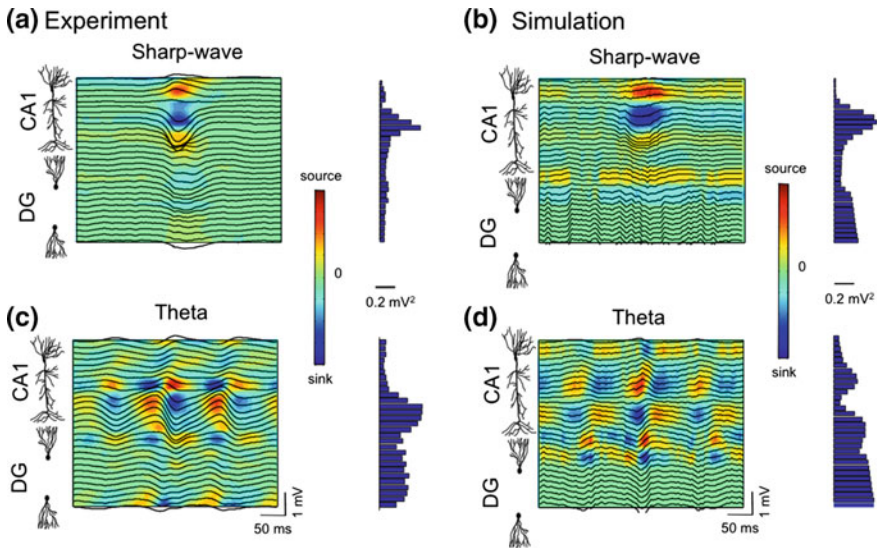 (a) Experiment
Sharp-wave
CA1
DG
source
0
sink
0.2 mV²
(b) Simulation
Sharp-wave
CA1
DG
source
0
sink
0.2 mV²
(c)
Theta
CA1
DG
1 mV
50 ms
(d)
Theta
CA1
DG
1 mV
50 ms